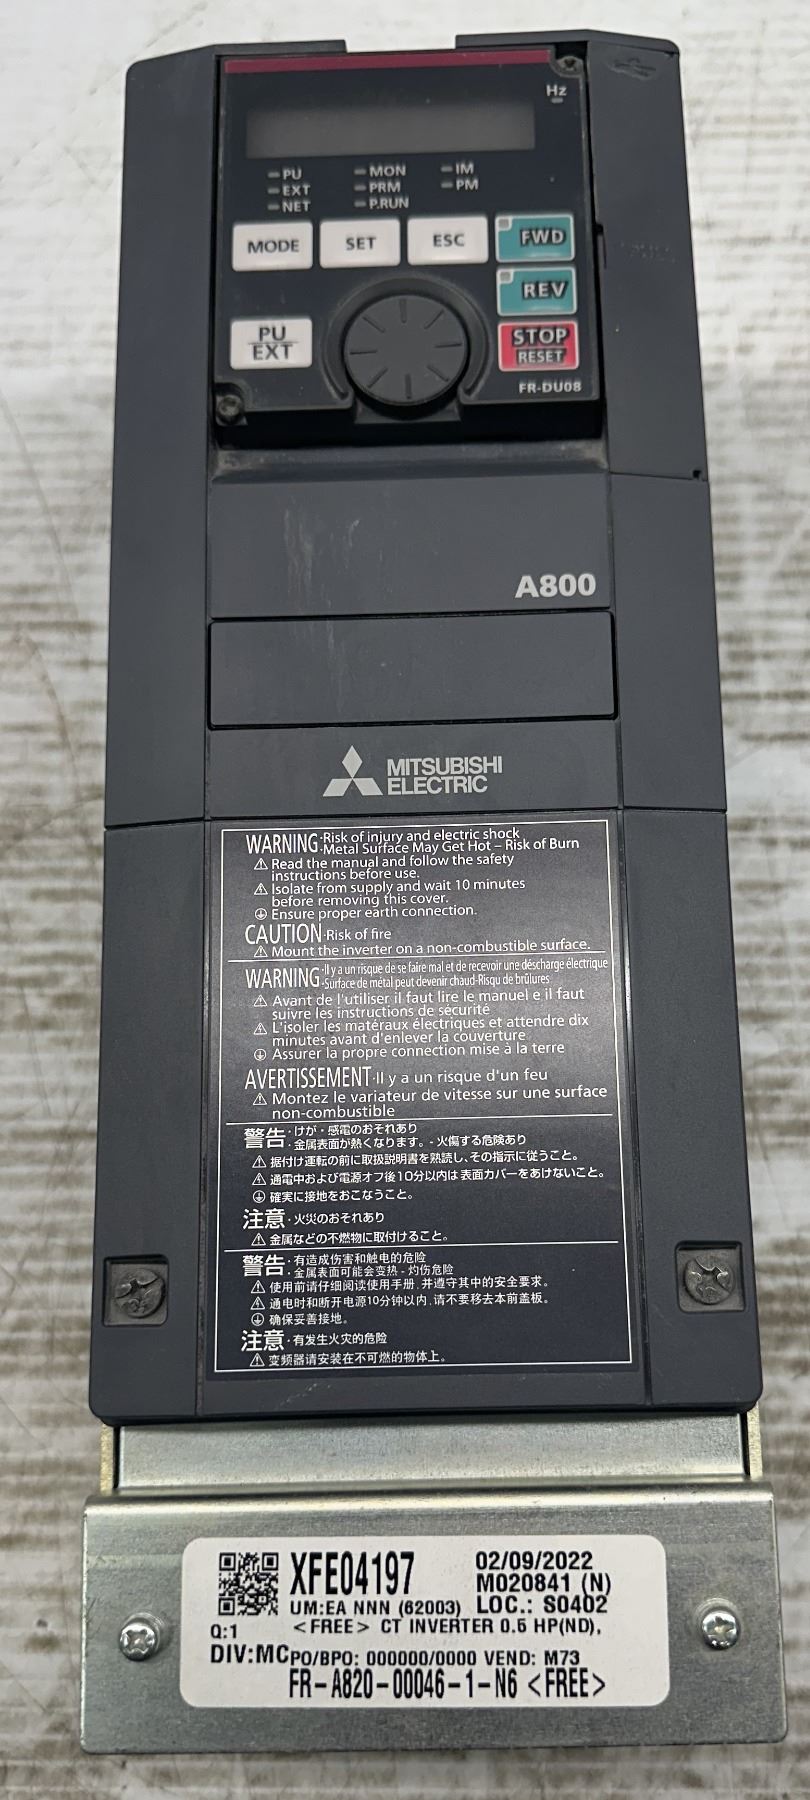 Hz
PU MON IM
EXT PRM PM
NET P.RUN
MODE SET ESC FWD
REV
PU
EXT
STOP
RESET
FR-DU08
A800
MITSUBISHI
ELECTRIC
WARNING ·Risk of injury and electric shock
·Metal Surface May Get Hot – Risk of Burn
Read the manual and follow the safety
instructions before use.
Isolate from supply and wait 10 minutes
before removing this cover.
Ensure proper earth connection.
CAUTION ·Risk of fire
Mount the inverter on a non-combustible surface.
WARNING ·Il y a un risque de se faire mal et de recevoir une déscharge électrique
·Surface de métal peut devenir chaud-Risqu de brûlures
Avant de l'utiliser il faut lire le manuel e il faut
suivre les instructions de sécurité
L'isoler les matéraux électriques et attendre dix
minutes avant d'enlever la couverture
Assurer la propre connection mise à la terre
AVERTISSEMENT ·Il y a un risque d'un feu
Montez le variateur de vitesse sur une surface
non-combustible
警告 ·けが・感電のおそれあり
·金属表面が熱くなります。- 火傷する危険あり
据付け運転の前に取扱説明書を熟読し、その指示に従うこと。
通電中および電源オフ後10分以内は表面カバーをあけないこと。
確実に接地をおこなうこと。
注意 ·火災のおそれあり
金属などの不燃物に取付けること。
警告 ·有造成伤害和触电的危险
·金属表面可能会变热 - 灼伤危险
使用前请仔细阅读使用手册,并遵守其中的安全要求。
通电时和断开电源10分钟以内,请不要移去本前盖板。
确保妥善接地。
注意 ·有发生火灾的危险
变频器请安装在不可燃的物体上。
XFE04197 02/09/2022
M020841 (N)
UM:EA NNN (62003) LOC.: S0402
Q:1 <FREE> CT INVERTER 0.5 HP(ND),
DIV:MC PO/BPO: 000000/0000 VEND: M73
FR-A820-00046-1-N6 <FREE>